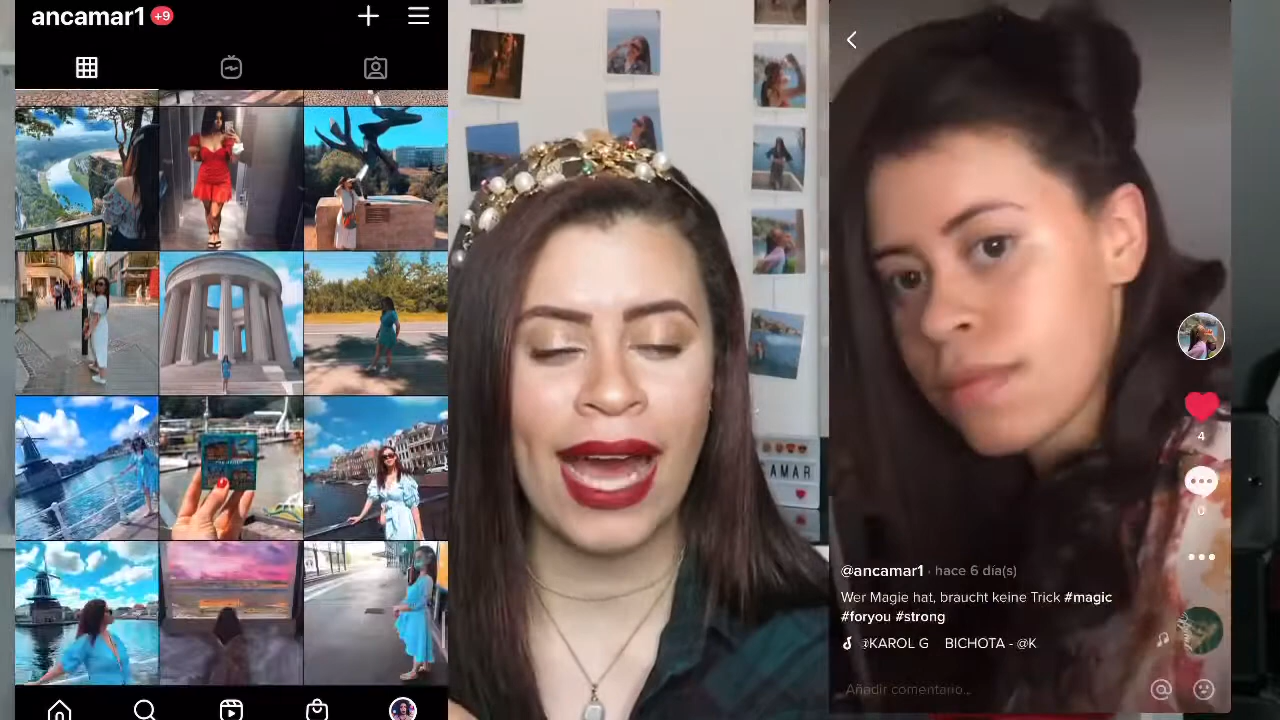 ancamar1 +9
AMAR
4
0
@ancamar1 · hace 6 día(s)
Wer Magie hat, braucht keine Trick #magic
#foryou #strong
@KAROL G BICHOTA - @K
Añadir comentario...